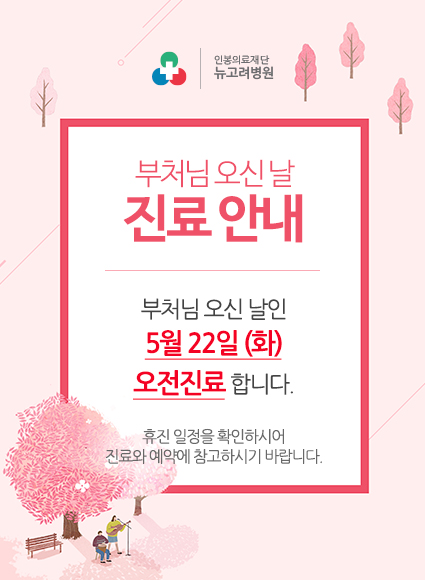 인봉의료재단
뉴고려병원
부처님 오신 날
진료 안내
부처님 오신 날인
5월 22일 (화)
오전진료 합니다.
휴진 일정을 확인하시어
진료와 예약에 참고하시기 바랍니다.